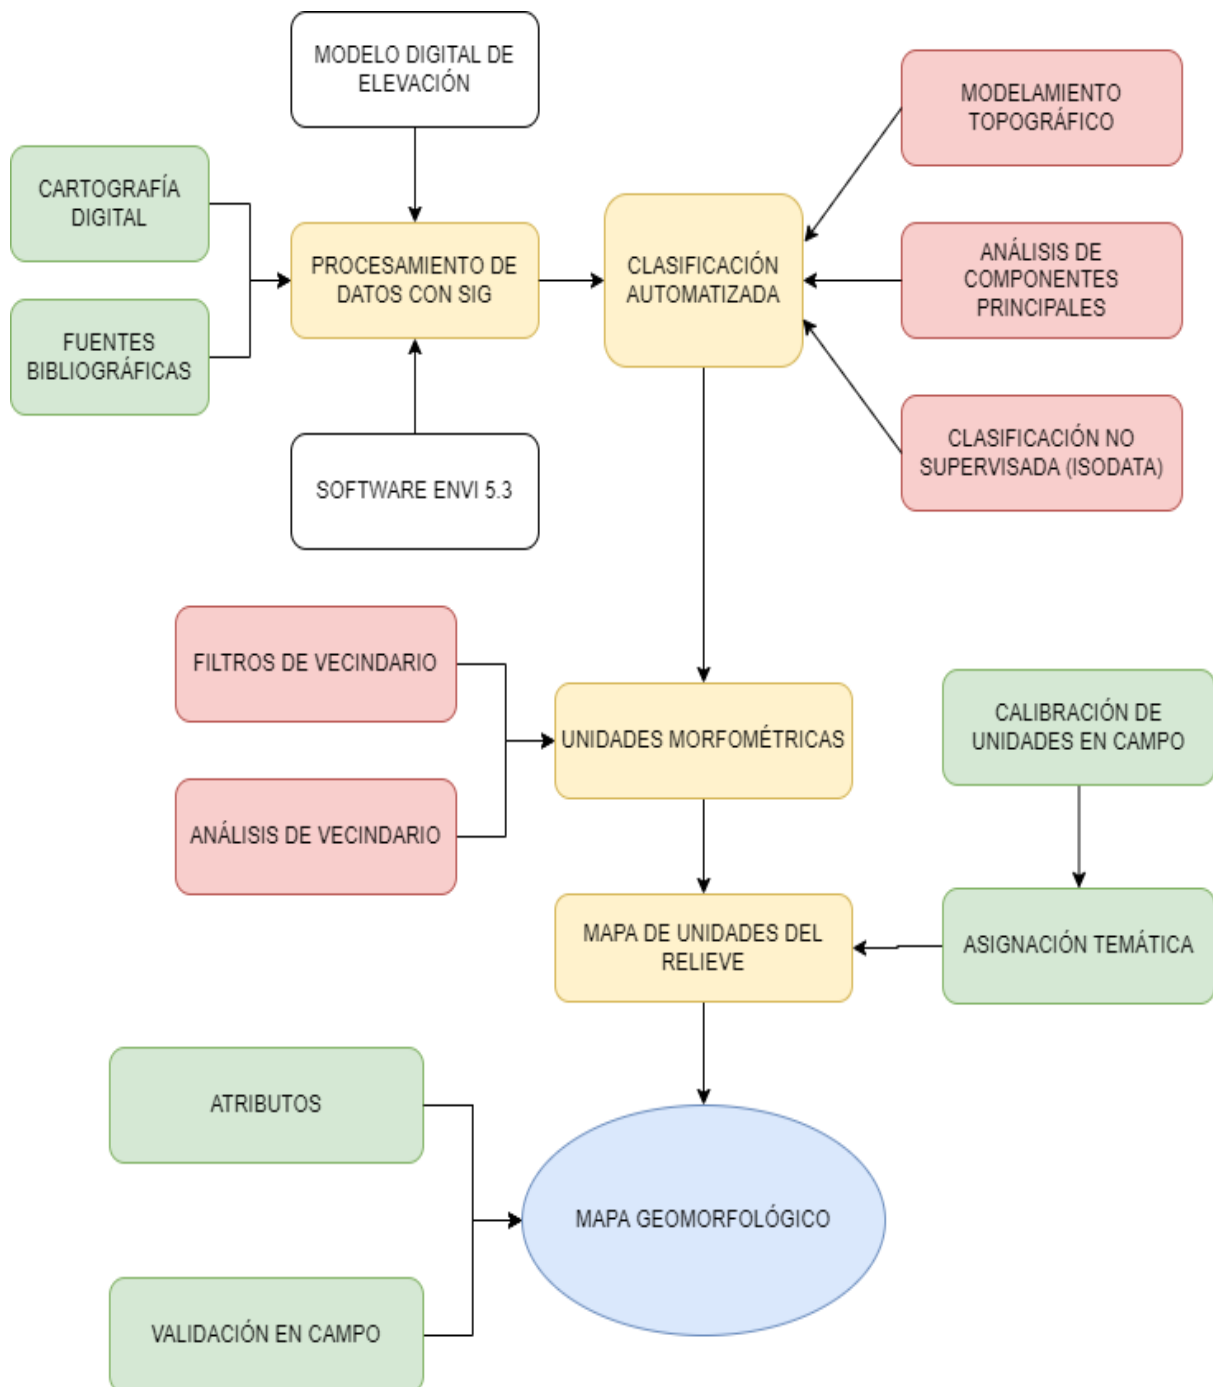 MODELO DIGITAL DE
ELEVACIÓN
MODELAMIENTO
TOPOGRÁFICO
CARTOGRAFÍA
DIGITAL
PROCESAMIENTO DE
DATOS CON SIG
CLASIFICACIÓN
AUTOMATIZADA
ANÁLISIS DE
COMPONENTES
PRINCIPALES
FUENTES
BIBLIOGRÁFICAS
SOFTWARE ENVI 5.3
CLASIFICACIÓN NO
SUPERVISADA (ISODATA)
FILTROS DE VECINDARIO
UNIDADES MORFOMÉTRICAS
CALIBRACIÓN DE
UNIDADES EN CAMPO
ANÁLISIS DE VECINDARIO
MAPA DE UNIDADES DEL
RELIEVE
ASIGNACIÓN TEMÁTICA
ATRIBUTOS
MAPA GEOMORFOLÓGICO
VALIDACIÓN EN CAMPO